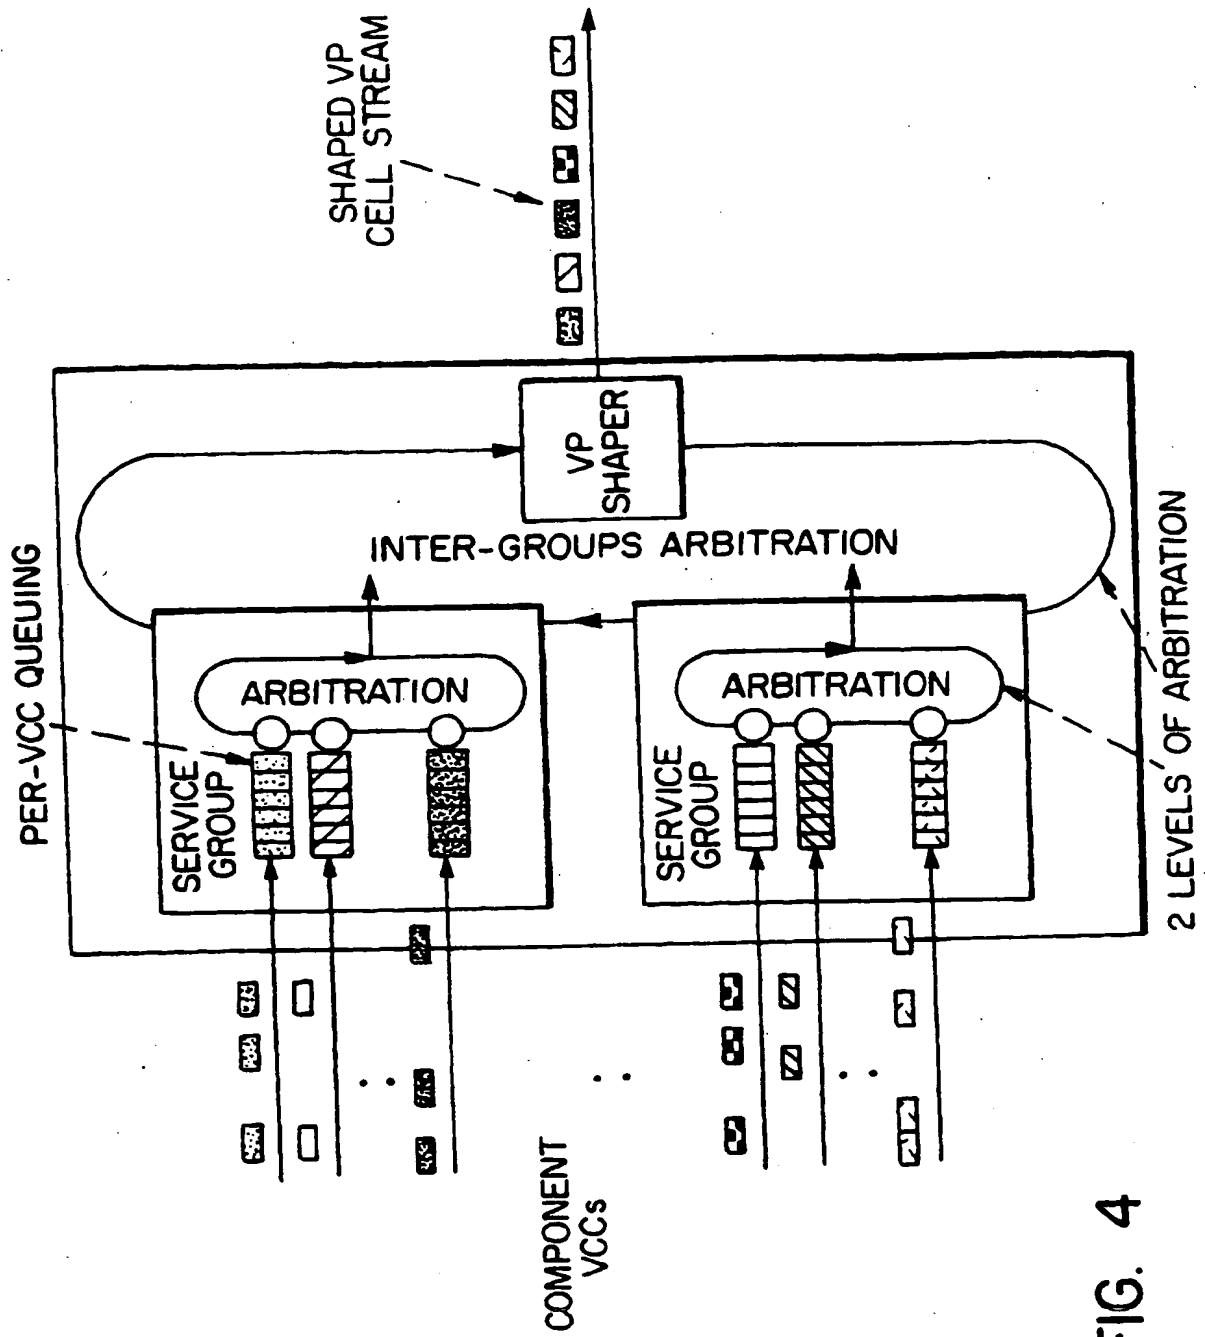 PER-VCC QUEUING
SHAPED VP
CELL STREAM
SERVICE
GROUP
ARBITRATION
INTER-GROUPS ARBITRATION
VP
SHAPER
COMPONENT
VCCs
SERVICE
GROUP
ARBITRATION
2 LEVELS OF ARBITRATION
FIG. 4